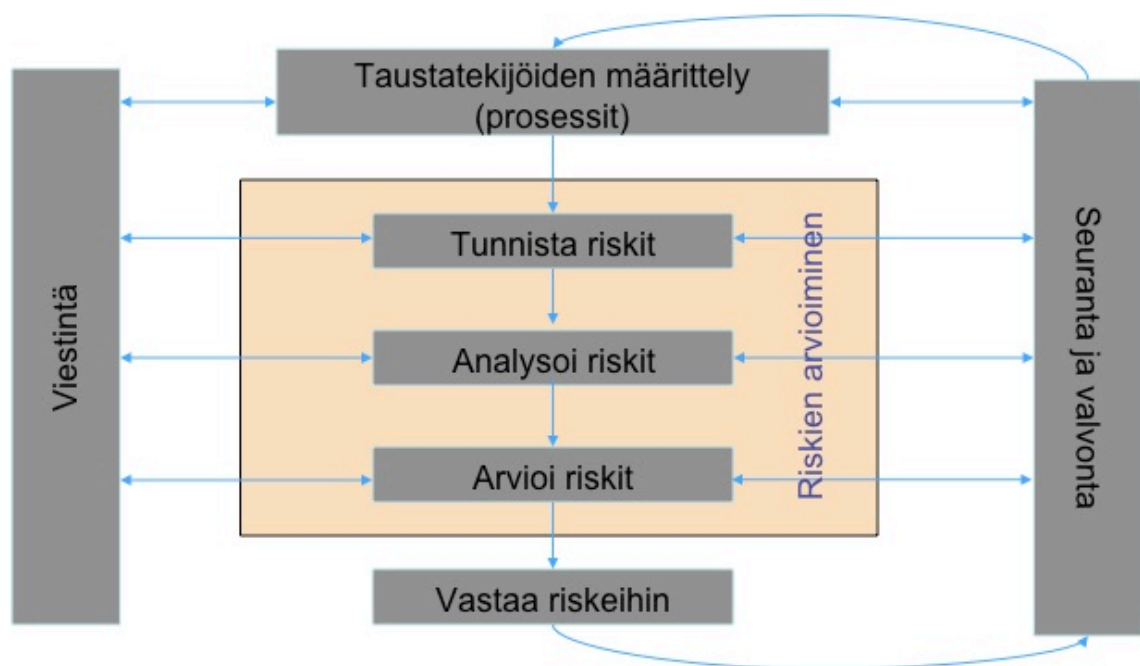 Taustatekijöiden määrittely
(prosessit)
Viestintä
Tunnista riskit
Analysoi riskit
Arvioi riskit
Riskien arvioiminen
Seuranta ja valvonta
Vastaa riskeihin